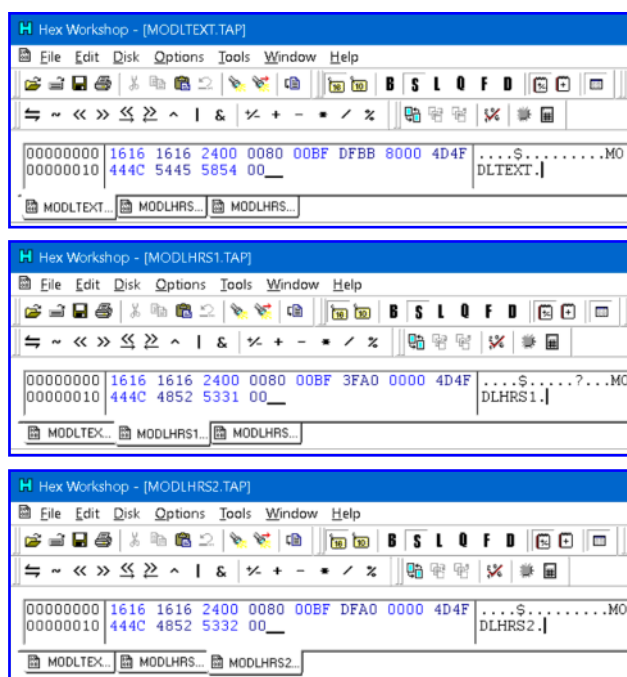 Hex Workshop - [MODLTEXT.TAP]
File Edit Disk Options Tools Window Help
B S L Q F D
00000000 1616 1616 2400 0080 00BF DFBB 8000 4D4F ....$.........MO
00000010 444C 5445 5854 00__ DLTEXT.
MODLTEXT... MODLHRS... MODLHRS...
Hex Workshop - [MODLHRS1.TAP]
File Edit Disk Options Tools Window Help
B S L Q F D
00000000 1616 1616 2400 0080 00BF 3FA0 0000 4D4F ....$.....?...MO
00000010 444C 4852 5331 00__ DLHRS1.
MODLTEX... MODLHRS1... MODLHRS...
Hex Workshop - [MODLHRS2.TAP]
File Edit Disk Options Tools Window Help
B S L Q F D
00000000 1616 1616 2400 0080 00BF DFA0 0000 4D4F ....$.........MO
00000010 444C 4852 5332 00__ DLHRS2.
MODLTEX... MODLHRS... MODLHRS2...